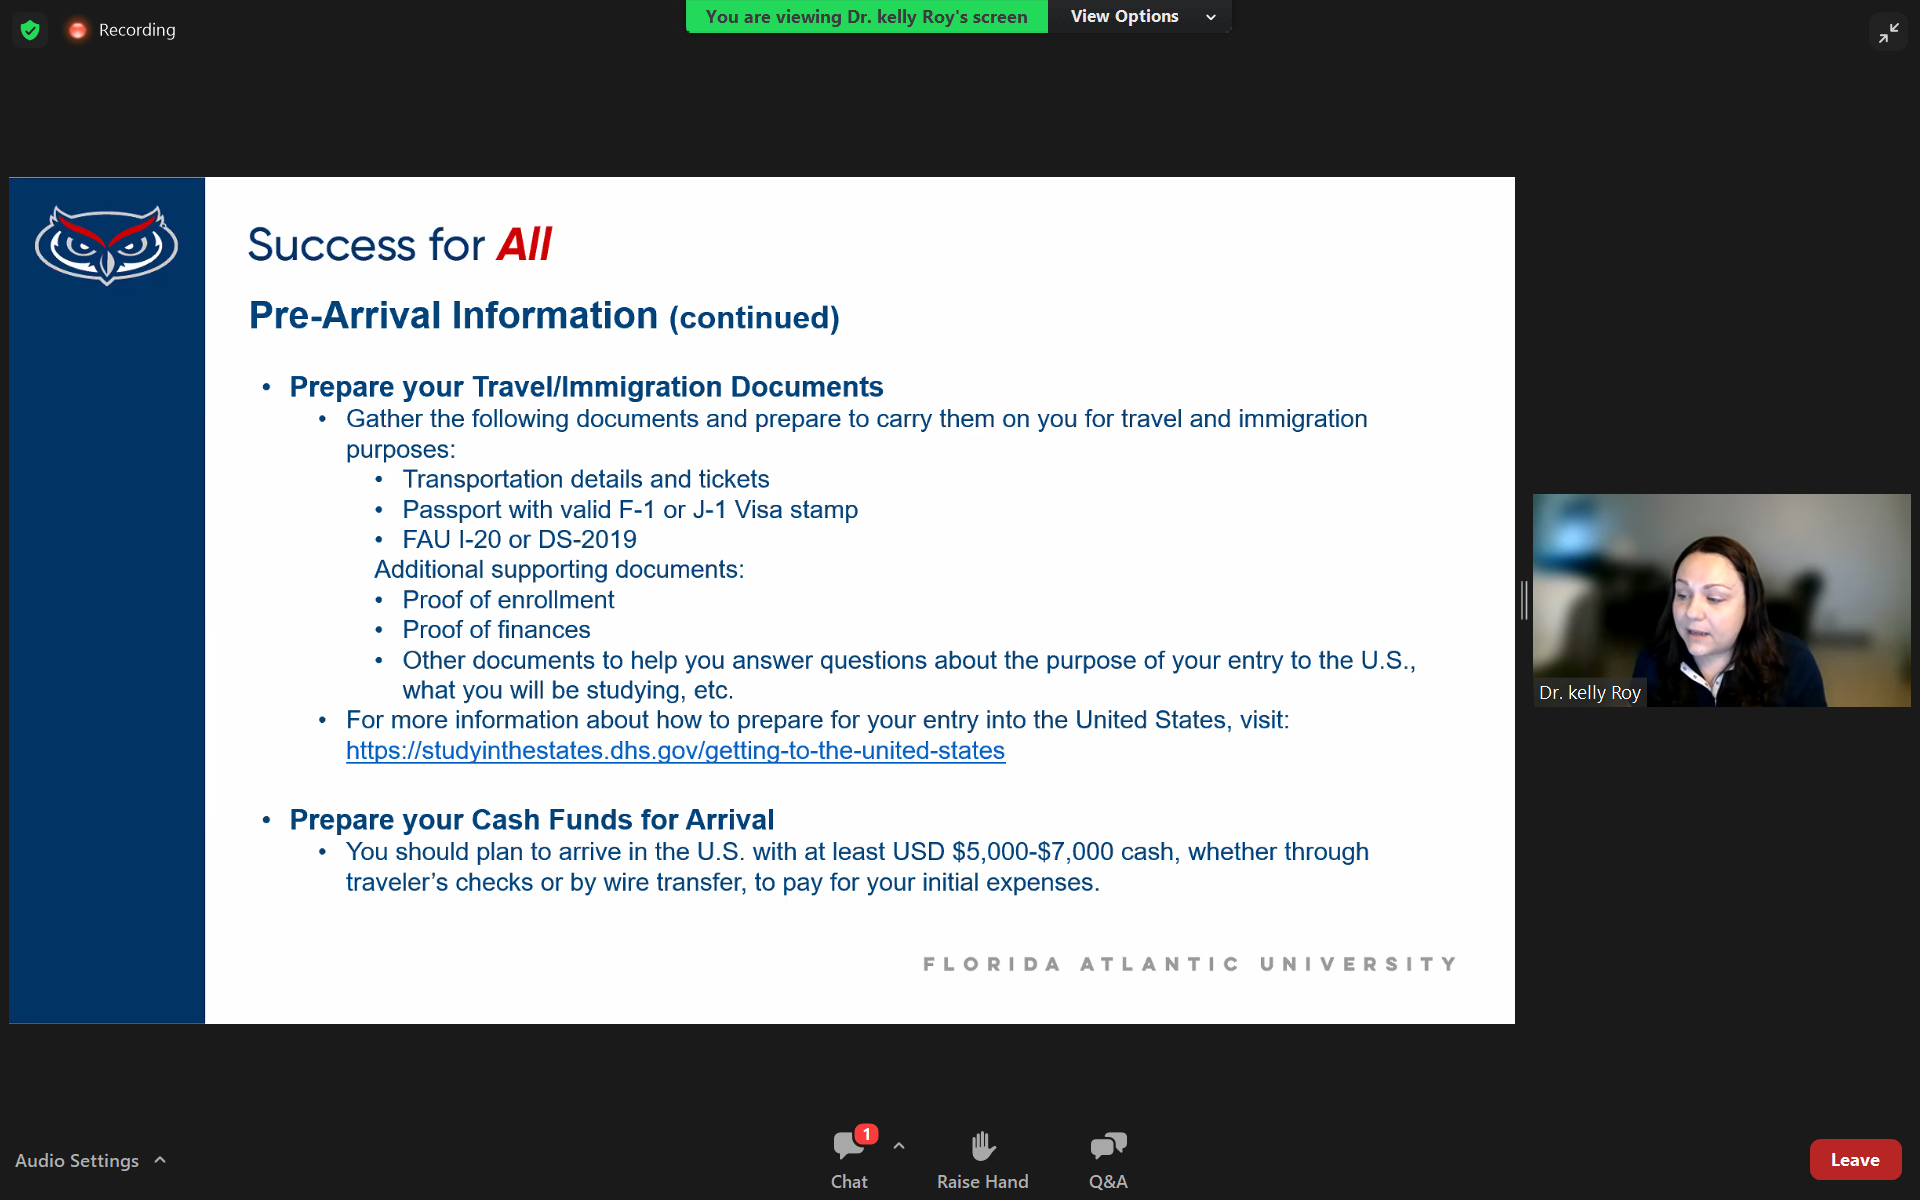 Recording
You are viewing Dr. kelly Roy's screen
View Options
Success for All
Pre-Arrival Information (continued)
• Prepare your Travel/Immigration Documents
• Gather the following documents and prepare to carry them on you for travel and immigration
purposes:
• Transportation details and tickets
• Passport with valid F-1 or J-1 Visa stamp
• FAU I-20 or DS-2019
Additional supporting documents:
• Proof of enrollment
• Proof of finances
• Other documents to help you answer questions about the purpose of your entry to the U.S.,
what you will be studying, etc.
• For more information about how to prepare for your entry into the United States, visit:
https://studyinthestates.dhs.gov/getting-to-the-united-states
• Prepare your Cash Funds for Arrival
• You should plan to arrive in the U.S. with at least USD $5,000-$7,000 cash, whether through
traveler’s checks or by wire transfer, to pay for your initial expenses.
FLORIDA ATLANTIC UNIVERSITY
Dr. kelly Roy
Audio Settings
1
Chat
Raise Hand
Q&A
Leave